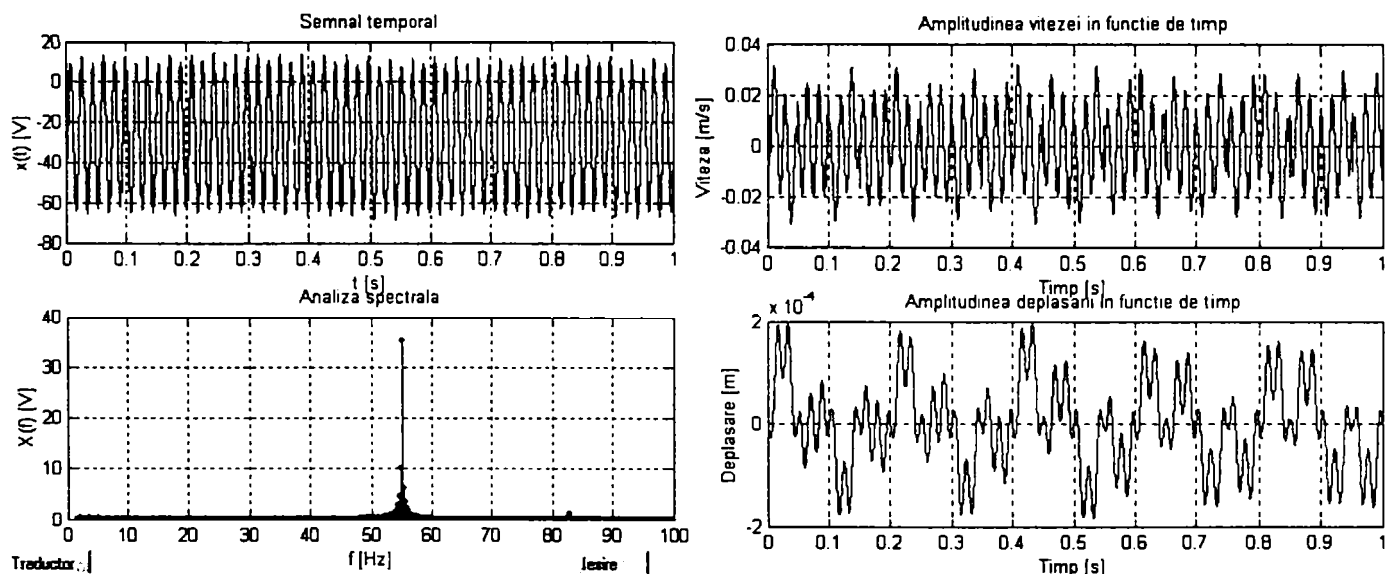 Semnal temporal
x(t) [V]
20
0
-20
-40
-60
-80
0 0.1 0.2 0.3 0.4 0.5 0.6 0.7 0.8 0.9 1
t [s]
Analiza spectrala
X(f) [V]
40
30
20
10
0
0 10 20 30 40 50 60 70 80 90 100
f [Hz]
Traductor
Iesire
Amplitudinea vitezei in functie de timp
Viteza [m/s]
0.04
0.02
0
-0.02
-0.04
0 0.1 0.2 0.3 0.4 0.5 0.6 0.7 0.8 0.9 1
Timp [s]
Amplitudinea deplasani in functie de timp
x 10-4
Deplasare [m]
2
0
-2
0 0.1 0.2 0.3 0.4 0.5 0.6 0.7 0.8 0.9 1
Timp [s]